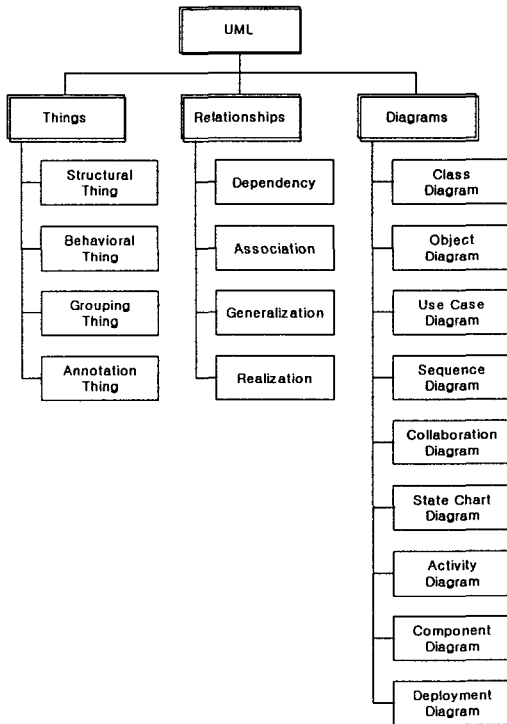 UML
Things
Relationships
Diagrams
Structural
Thing
Behavioral
Thing
Grouping
Thing
Annotation
Thing
Dependency
Association
Generalization
Realization
Class
Diagram
Object
Diagram
Use Case
Diagram
Sequence
Diagram
Collaboration
Diagram
State Chart
Diagram
Activity
Diagram
Component
Diagram
Deployment
Diagram